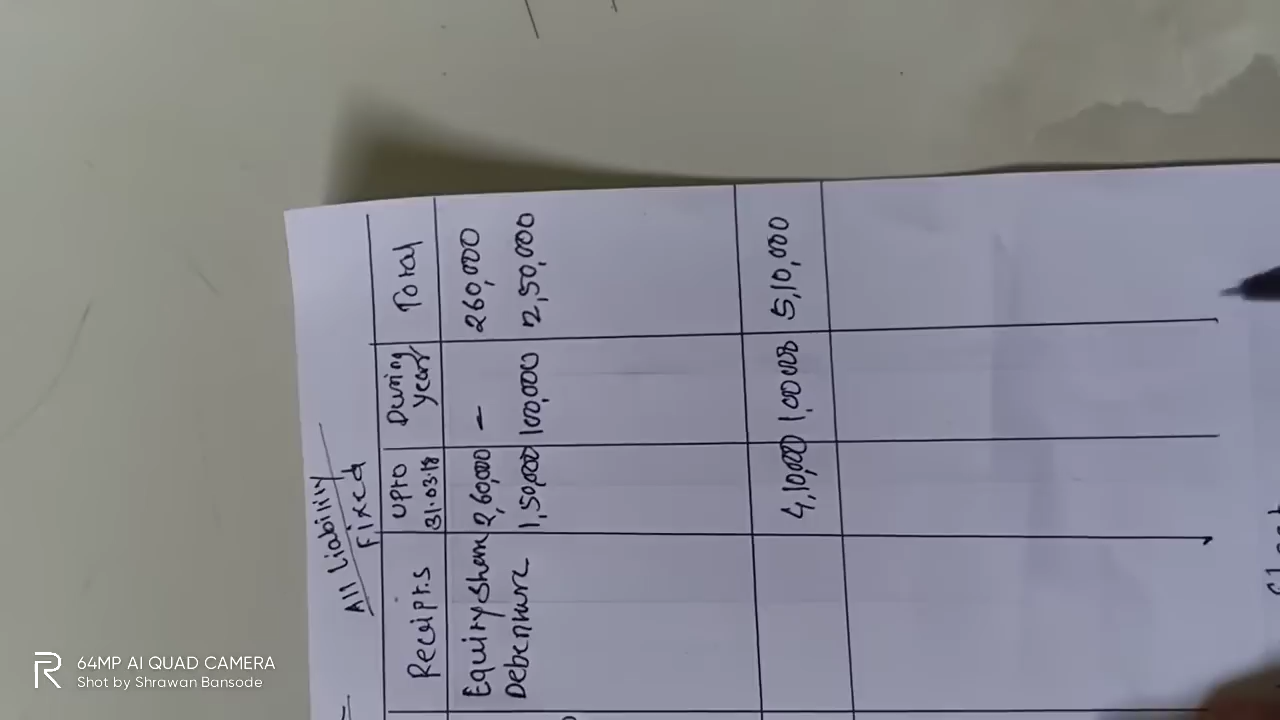 All liability
Fixed
Receipts Upto 31.03.18 During year Total
Equity Share 2,60,000 — 260,000
Debenture 1,50,000 100,000 2,50,000
4,10,000 1,00000 5,10,000
64MP AI QUAD CAMERA
Shot by Shrawan Bansode